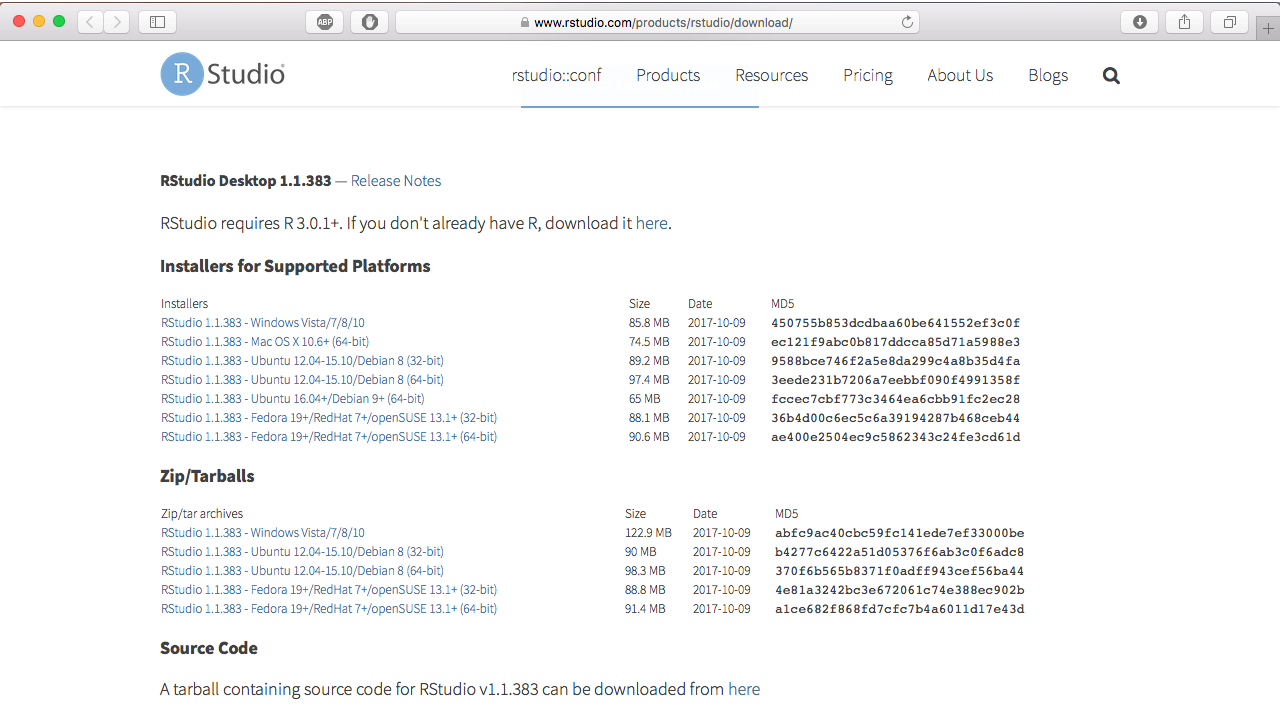 ABP
www.rstudio.com/products/rstudio/download/
R Studio
rstudio::conf Products Resources Pricing About Us Blogs
RStudio Desktop 1.1.383 — Release Notes
RStudio requires R 3.0.1+. If you don't already have R, download it here.
Installers for Supported Platforms
Installers Size Date MD5
RStudio 1.1.383 - Windows Vista/7/8/10 85.8 MB 2017-10-09 450755b853dcdbaa60be641552ef3c0f
RStudio 1.1.383 - Mac OS X 10.6+ (64-bit) 74.5 MB 2017-10-09 ec121f9abc0b817ddcca85d71a5988e3
RStudio 1.1.383 - Ubuntu 12.04-15.10/Debian 8 (32-bit) 89.2 MB 2017-10-09 9588bce746f2a5e8da299c4a8b35d4fa
RStudio 1.1.383 - Ubuntu 12.04-15.10/Debian 8 (64-bit) 97.4 MB 2017-10-09 3eede231b7206a7eebbf090f4991358f
RStudio 1.1.383 - Ubuntu 16.04+/Debian 9+ (64-bit) 65 MB 2017-10-09 fccec7cbf773c3464ea6cbb91fc2ec28
RStudio 1.1.383 - Fedora 19+/RedHat 7+/openSUSE 13.1+ (32-bit) 88.1 MB 2017-10-09 36b4d00c6ec5c6a39194287b468ceb44
RStudio 1.1.383 - Fedora 19+/RedHat 7+/openSUSE 13.1+ (64-bit) 90.6 MB 2017-10-09 ae400e2504ec9c5862343c24fe3cd61d
Zip/Tarballs
Zip/tar archives Size Date MD5
RStudio 1.1.383 - Windows Vista/7/8/10 122.9 MB 2017-10-09 abfc9ac40cbc59fc141ede7ef33000be
RStudio 1.1.383 - Ubuntu 12.04-15.10/Debian 8 (32-bit) 90 MB 2017-10-09 b4277c6422a51d05376f6ab3c0f6adc8
RStudio 1.1.383 - Ubuntu 12.04-15.10/Debian 8 (64-bit) 98.3 MB 2017-10-09 370f6b565b8371f0adff943cef56ba44
RStudio 1.1.383 - Fedora 19+/RedHat 7+/openSUSE 13.1+ (32-bit) 88.8 MB 2017-10-09 4e81a3242bc3e672061c74e388ec902b
RStudio 1.1.383 - Fedora 19+/RedHat 7+/openSUSE 13.1+ (64-bit) 91.4 MB 2017-10-09 a1ce682f868fd7cfc7b4a6011d17e43d
Source Code
A tarball containing source code for RStudio v1.1.383 can be downloaded from here